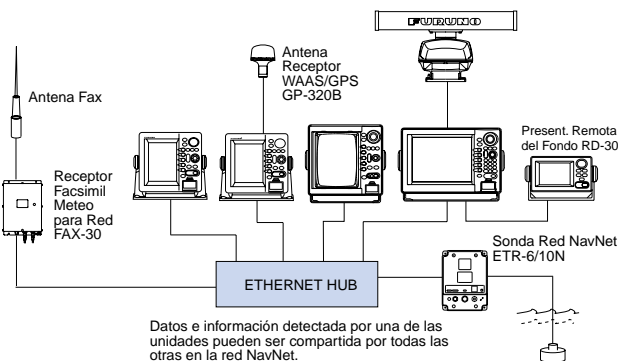 FURUNO
Antena
Receptor
WAAS/GPS
GP-320B
Antena Fax
Present. Remota
del Fondo RD-30
Receptor
Facsimil
Meteo
para Red
FAX-30
Sonda Red NavNet
ETR-6/10N
ETHERNET HUB
Datos e información detectada por una de las
unidades pueden ser compartida por todas las
otras en la red NavNet.